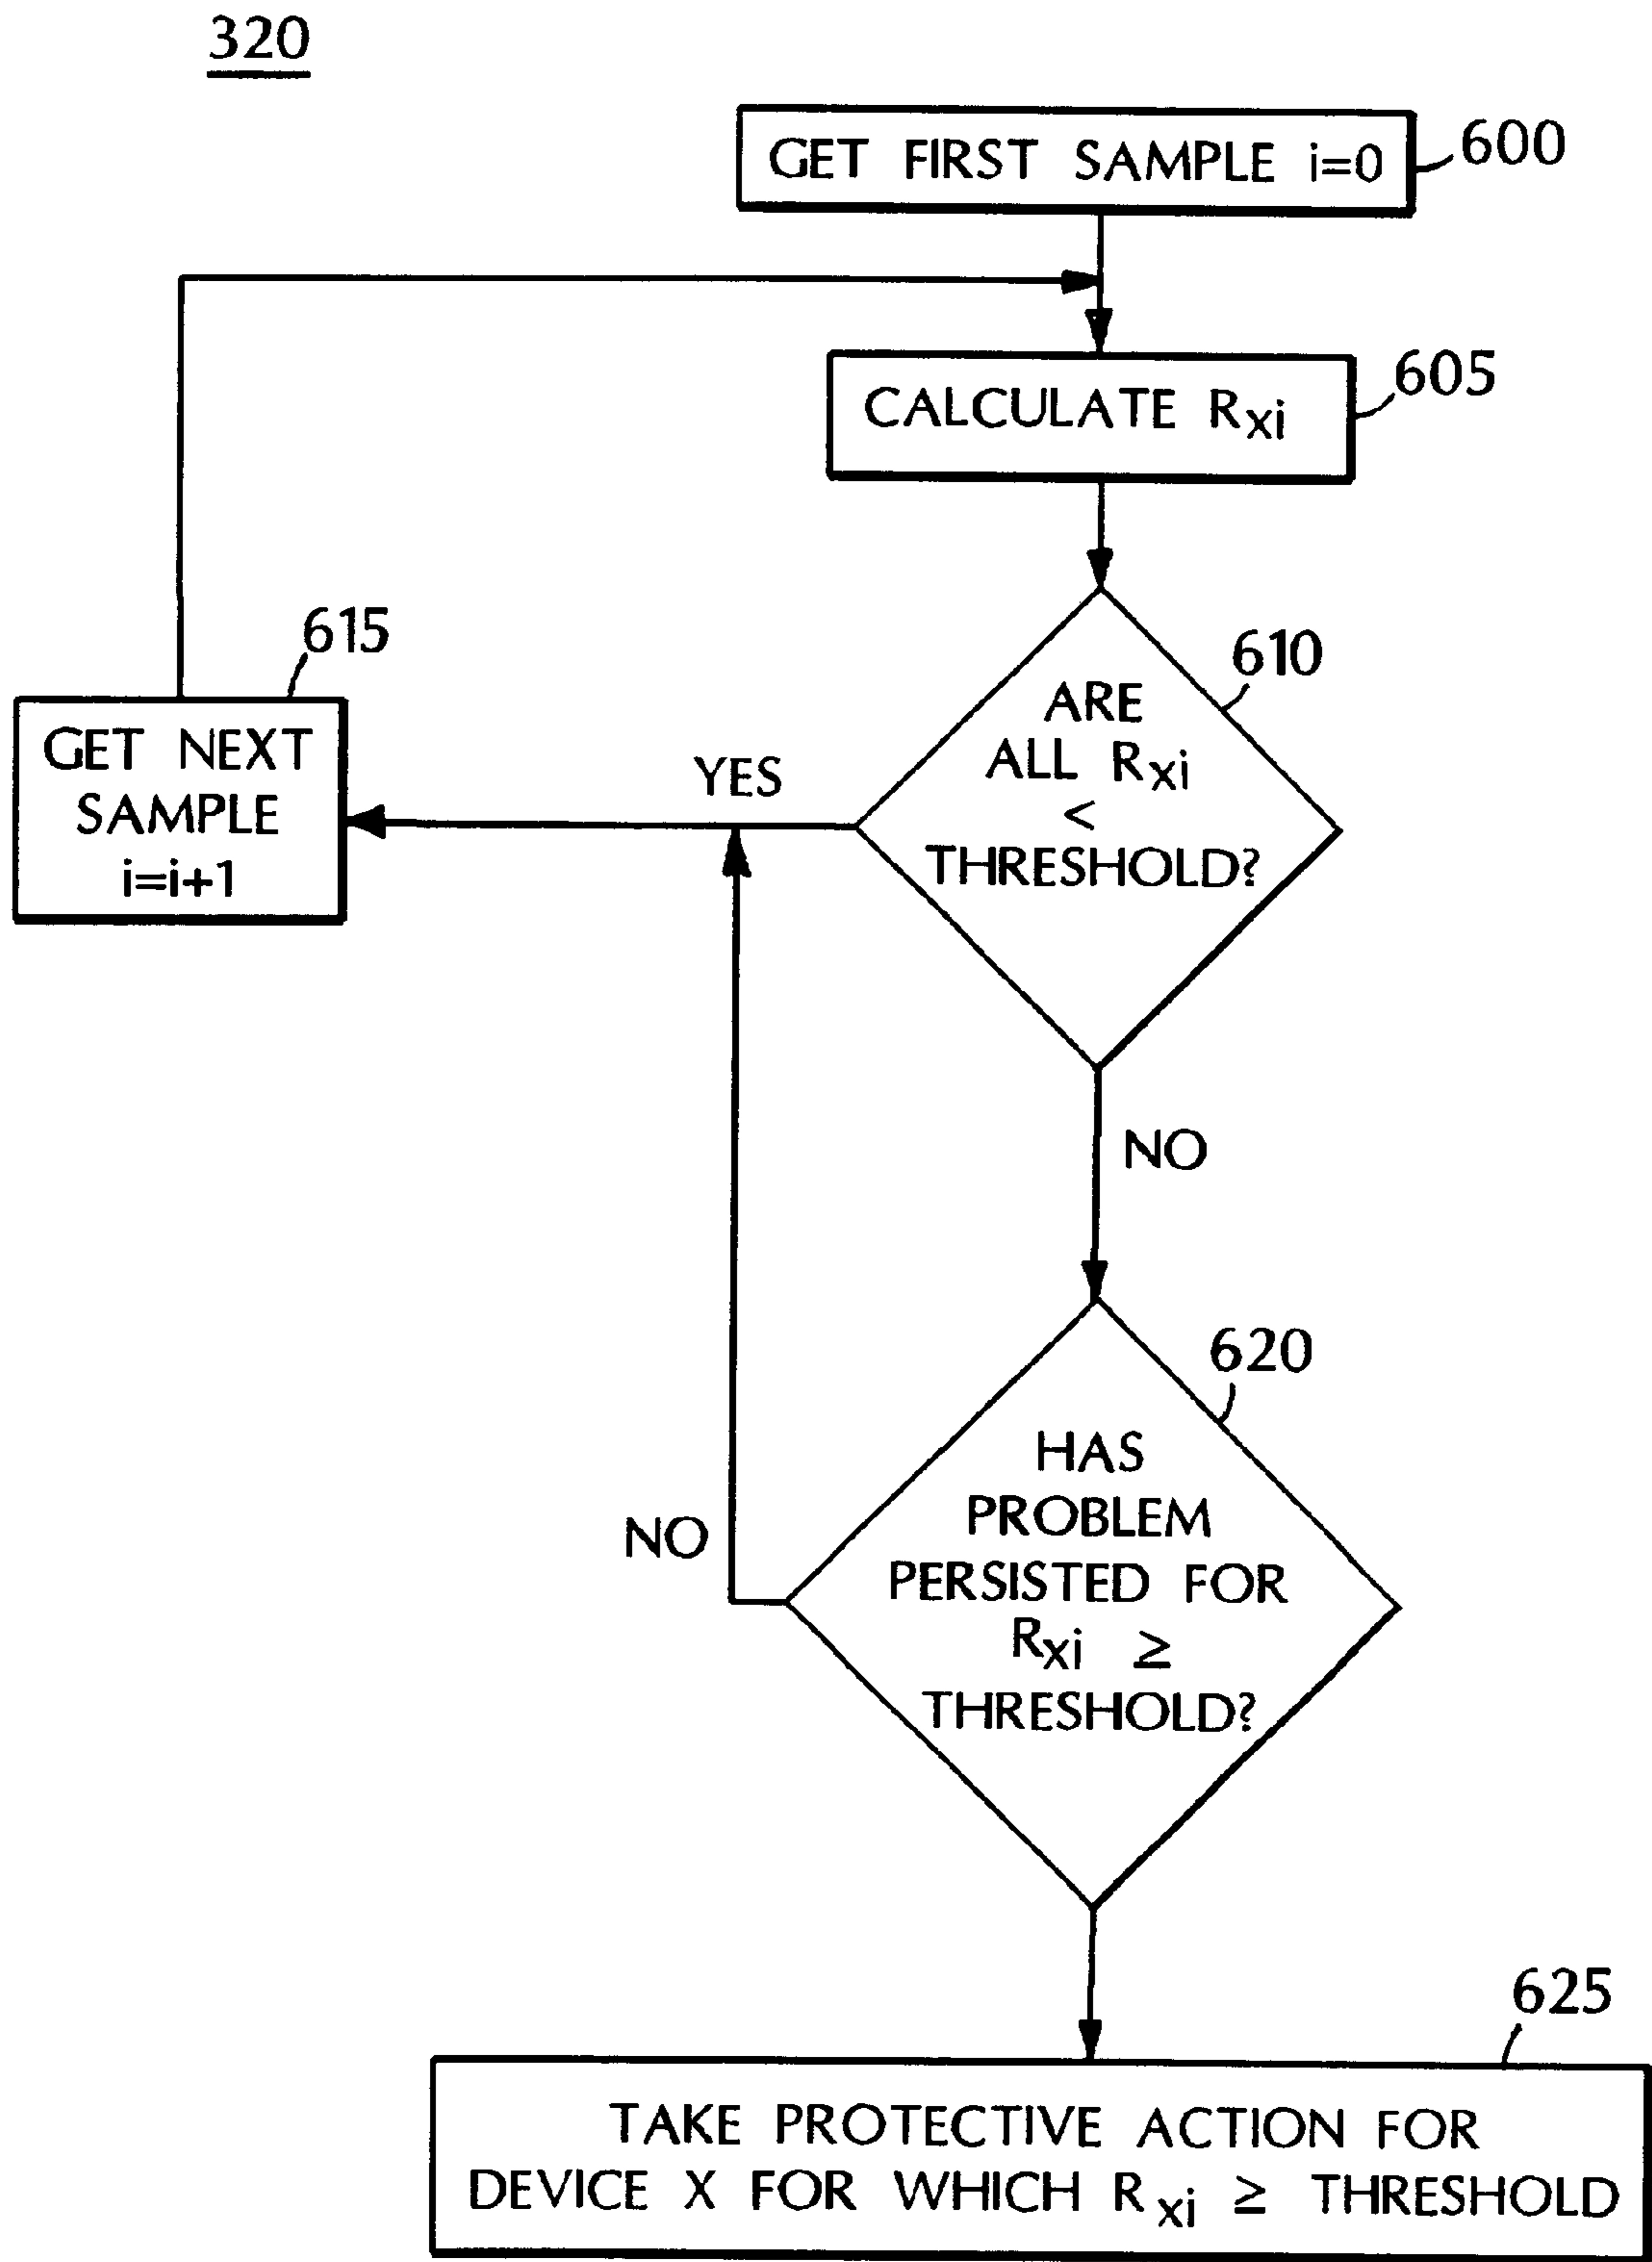 320
GET FIRST SAMPLE i=0
600
CALCULATE Rxi
605
ARE
ALL Rxi
<
THRESHOLD?
610
YES
615
GET NEXT
SAMPLE
i=i+1
NO
620
HAS
PROBLEM
PERSISTED FOR
Rxi ≥
THRESHOLD?
NO
625
TAKE PROTECTIVE ACTION FOR
DEVICE X FOR WHICH Rxi ≥ THRESHOLD